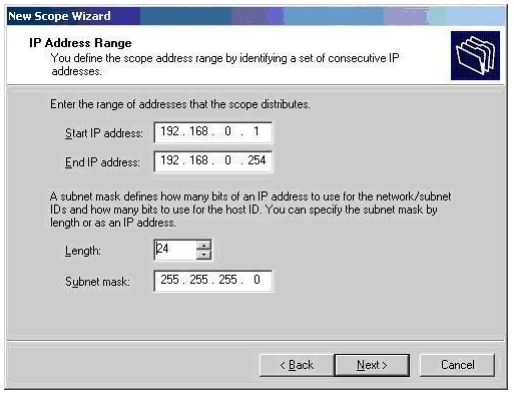 New Scope Wizard
IP Address Range
You define the scope address range by identifying a set of consecutive IP
addresses.
Enter the range of addresses that the scope distributes.
Start IP address: 192 . 168 . 0 . 1
End IP address: 192 . 168 . 0 . 254
A subnet mask defines how many bits of an IP address to use for the network/subnet
IDs and how many bits to use for the host ID. You can specify the subnet mask by
length or as an IP address.
Length: 24
Subnet mask: 255 . 255 . 255 . 0
< Back Next > Cancel